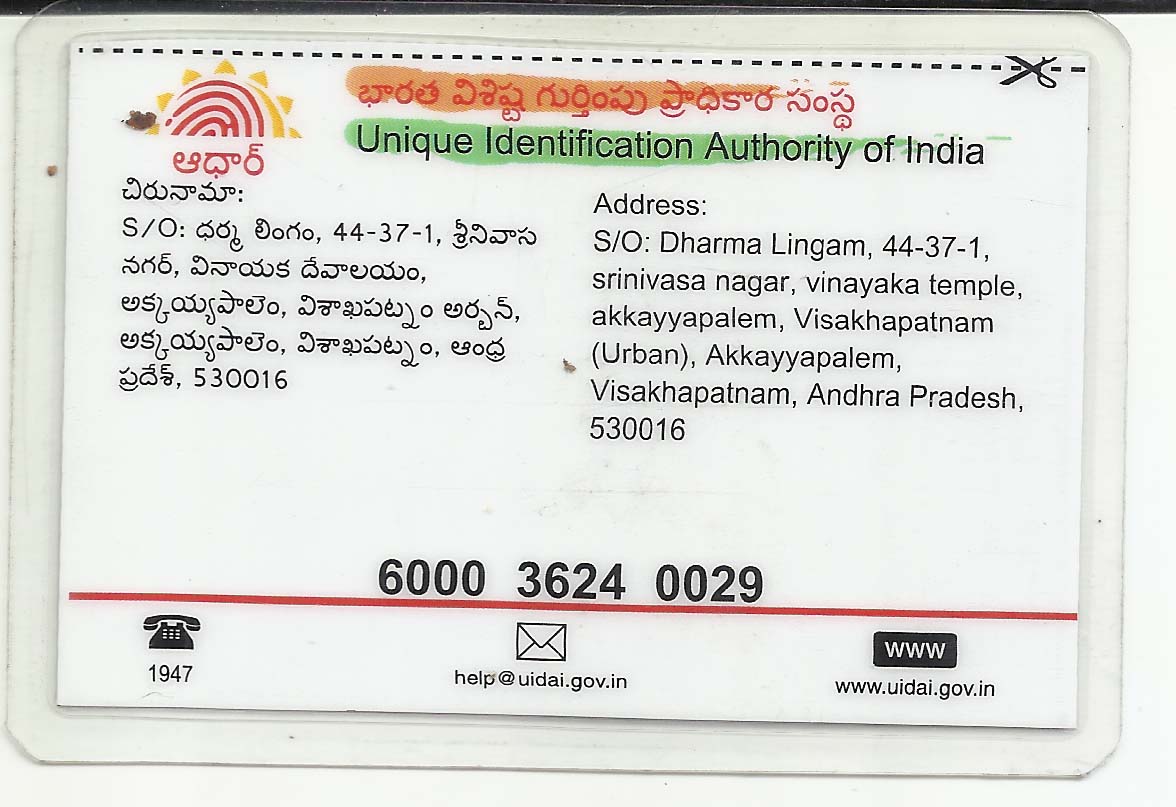 భారత విశిష్ట గుర్తింపు ప్రాధికార సంస్థ
Unique Identification Authority of India
ఆధార్
చిరునామా:
S/O: ధర్మ లింగం, 44-37-1, శ్రీనివాస
నగర్, వినాయక దేవాలయం,
అక్కయ్యపాలెం, విశాఖపట్నం అర్బన్,
అక్కయ్యపాలెం, విశాఖపట్నం, ఆంధ్ర
ప్రదేశ్, 530016
Address:
S/O: Dharma Lingam, 44-37-1,
srinivasa nagar, vinayaka temple,
akkayyapalem, Visakhapatnam
(Urban), Akkayyapalem,
Visakhapatnam, Andhra Pradesh,
530016
6000 3624 0029
1947
help@uidai.gov.in
www
www.uidai.gov.in